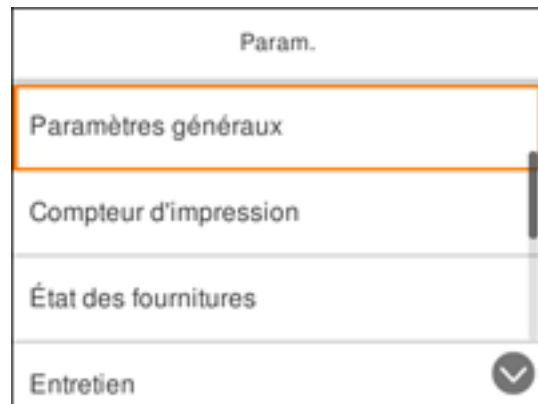 Param.
Paramètres généraux
Compteur d'impression
État des fournitures
Entretien